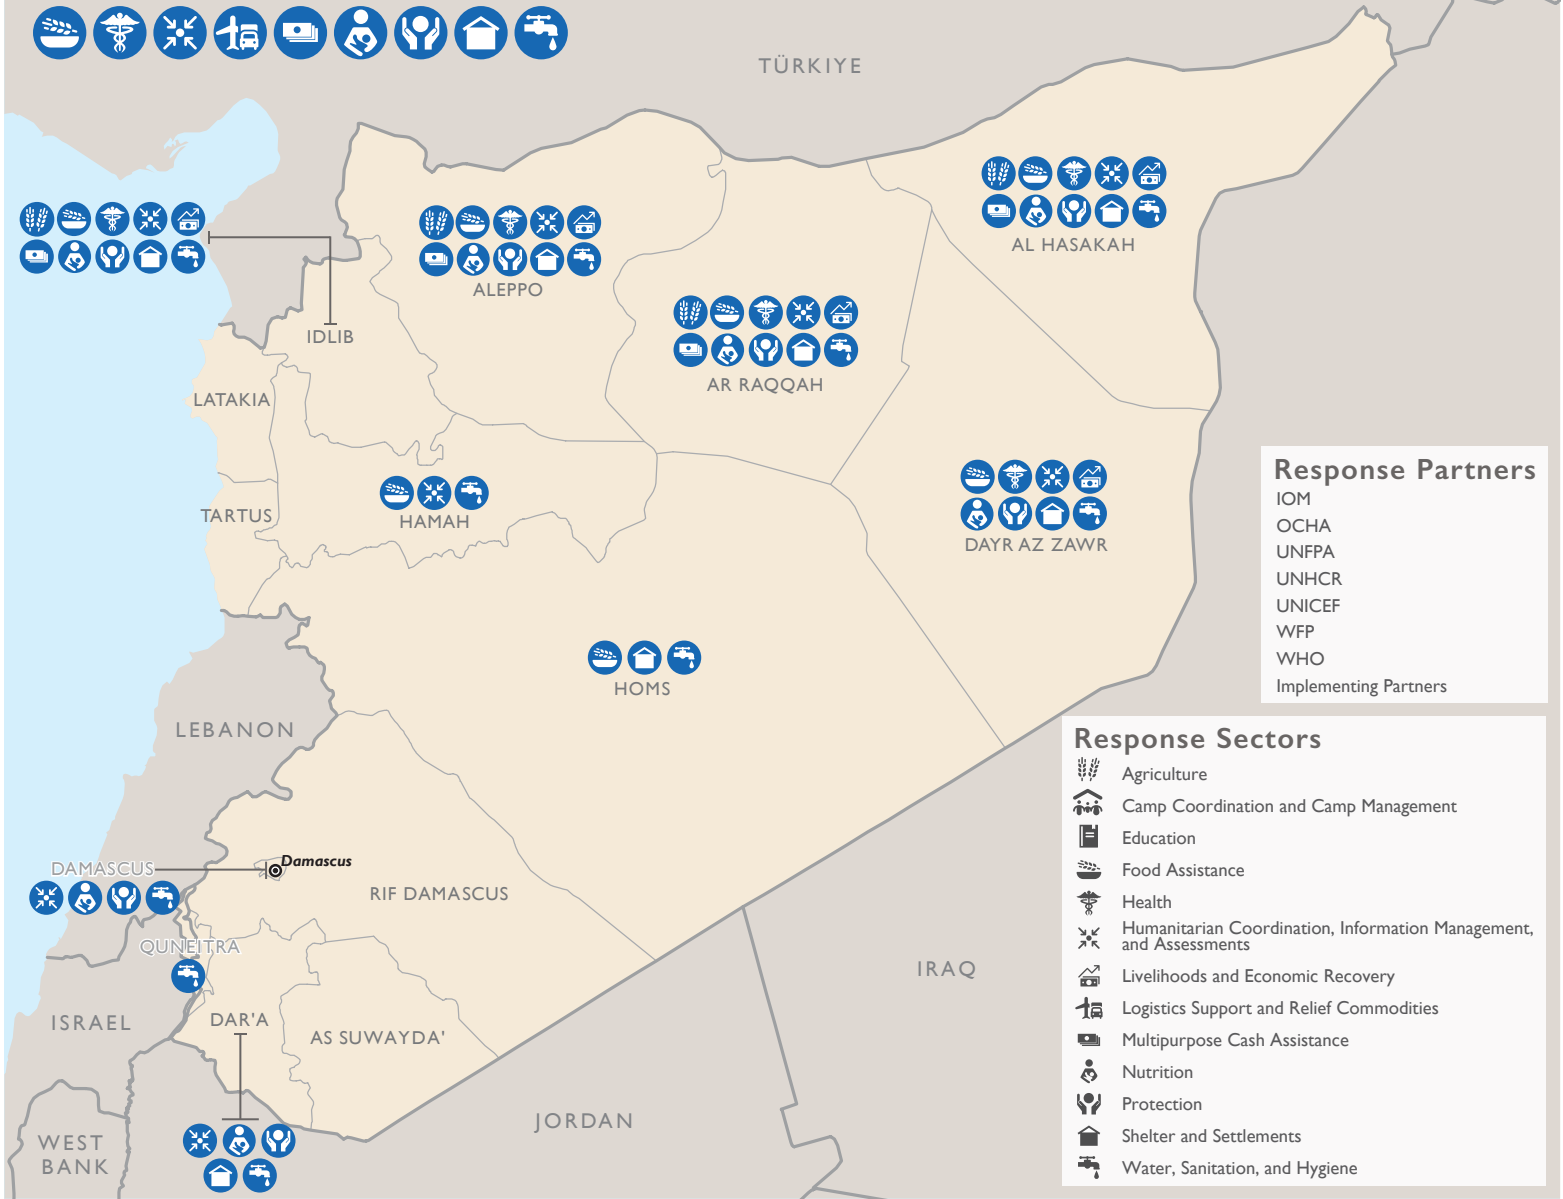 TÜRKIYE
AL HASAKAH
ALEPPO
IDLIB
AR RAQQAH
LATAKIA
Response Partners
IOM
OCHA
UNFPA
UNHCR
UNICEF
WFP
WHO
Implementing Partners
TARTUS
HAMAH
DAYR AZ ZAWR
HOMS
LEBANON
Response Sectors
Agriculture
Camp Coordination and Camp Management
Education
Food Assistance
Health
Humanitarian Coordination, Information Management,
and Assessments
Livelihoods and Economic Recovery
Logistics Support and Relief Commodities
Multipurpose Cash Assistance
Nutrition
Protection
Shelter and Settlements
Water, Sanitation, and Hygiene
DAMASCUS
Damascus
RIF DAMASCUS
QUNEITRA
IRAQ
ISRAEL
DAR'A
AS SUWAYDA'
JORDAN
WEST
BANK